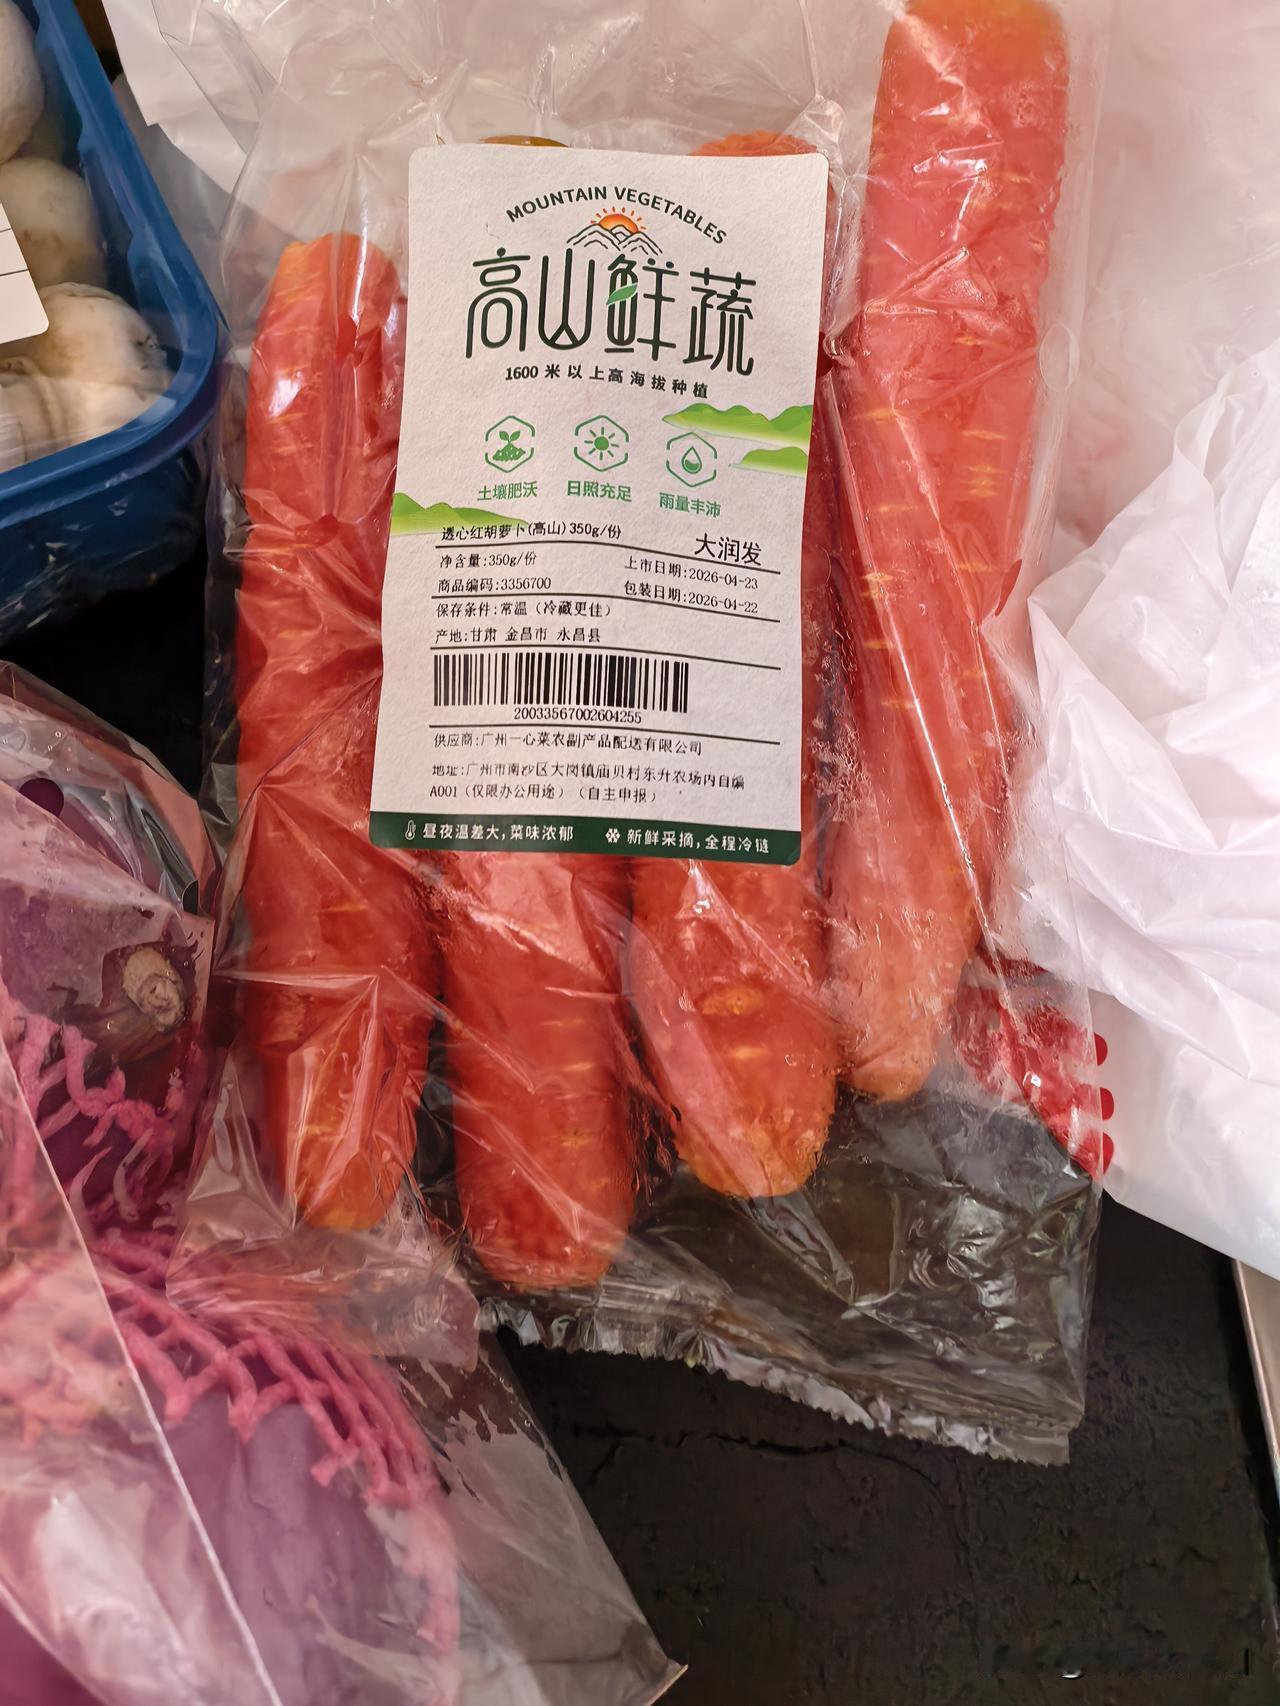 MOUNTAIN VEGETABLES
高山鲜蔬
1600 米以上高海拔种植
土壤肥沃 日照充足 雨量丰沛
透心红胡萝卜(高山)350g/份
大润发
净含量:350g/份
上市日期:2026-04-23
商品编码:3356700
包装日期:2026-04-22
保存条件:常温（冷藏更佳）
产地:甘肃 金昌市 永昌县
20033567002604255
供应商:广州一心菜农副产品配送有限公司
地址:广州市南沙区大岗镇庙贝村东升农场内自编
A001（仅限办公用途）（自主申报）
昼夜温差大,菜味浓郁 新鲜采摘,全程冷链